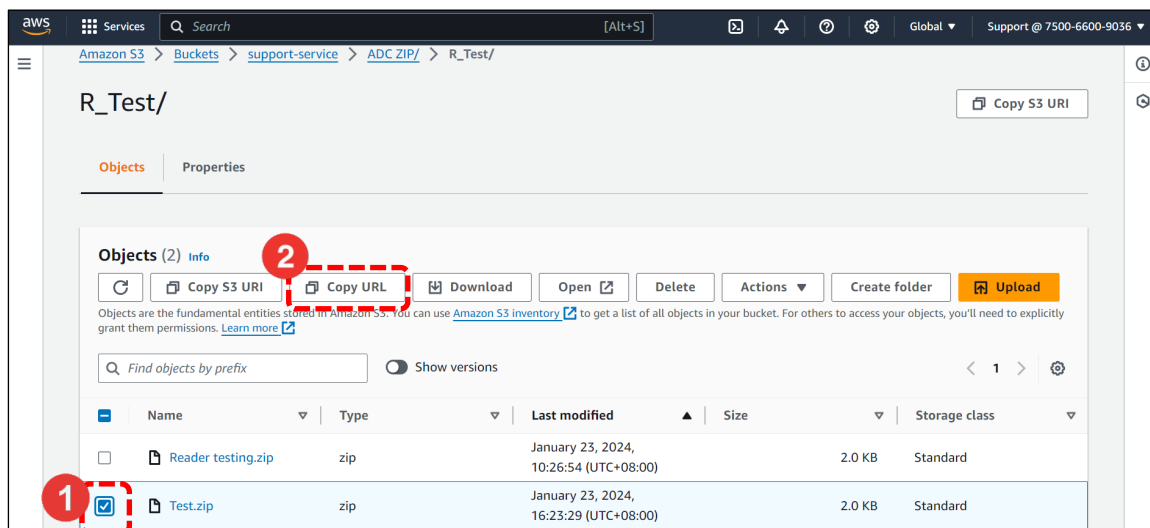 aws
Services
Search
[Alt+S]
Global
Support @ 7500-6600-9036
Amazon S3 > Buckets > support-service > ADC ZIP/ > R_Test/
R_Test/
Copy S3 URI
Objects
Properties
Objects (2) Info
2
Copy S3 URI
Copy URL
Download
Open
Delete
Actions
Create folder
Upload
Objects are the fundamental entities stored in Amazon S3. You can use Amazon S3 inventory to get a list of all objects in your bucket. For others to access your objects, you'll need to explicitly
grant them permissions. Learn more
Find objects by prefix
Show versions
1
Name
Type
Last modified
Size
Storage class
Reader testing.zip
zip
January 23, 2024,
10:26:54 (UTC+08:00)
2.0 KB
Standard
1
Test.zip
zip
January 23, 2024,
16:23:29 (UTC+08:00)
2.0 KB
Standard